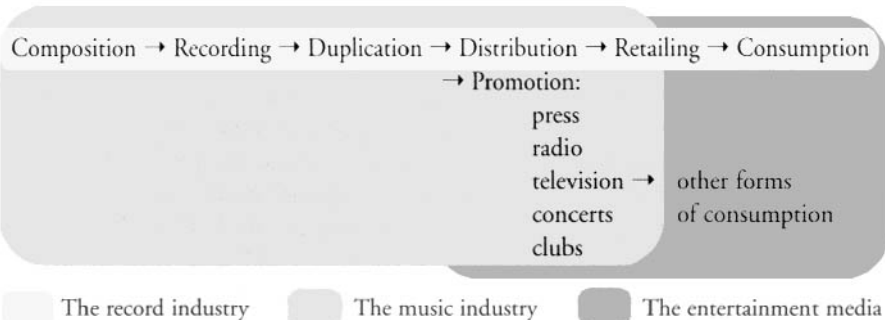 Composition → Recording → Duplication → Distribution → Retailing → Consumption
→ Promotion:
press
radio
television → other forms
concerts of consumption
clubs
The record industry The music industry The entertainment media